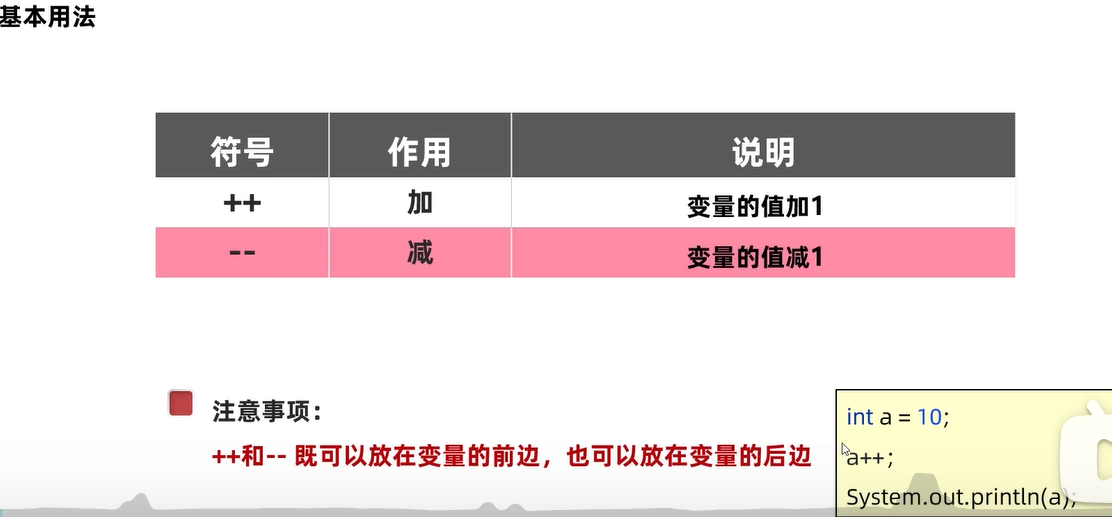 基本用法
符号 作用 说明
++ 加 变量的值加1
-- 减 变量的值减1
注意事项：
++和-- 既可以放在变量的前边，也可以放在变量的后边
int a = 10;
a++;
System.out.println(a);